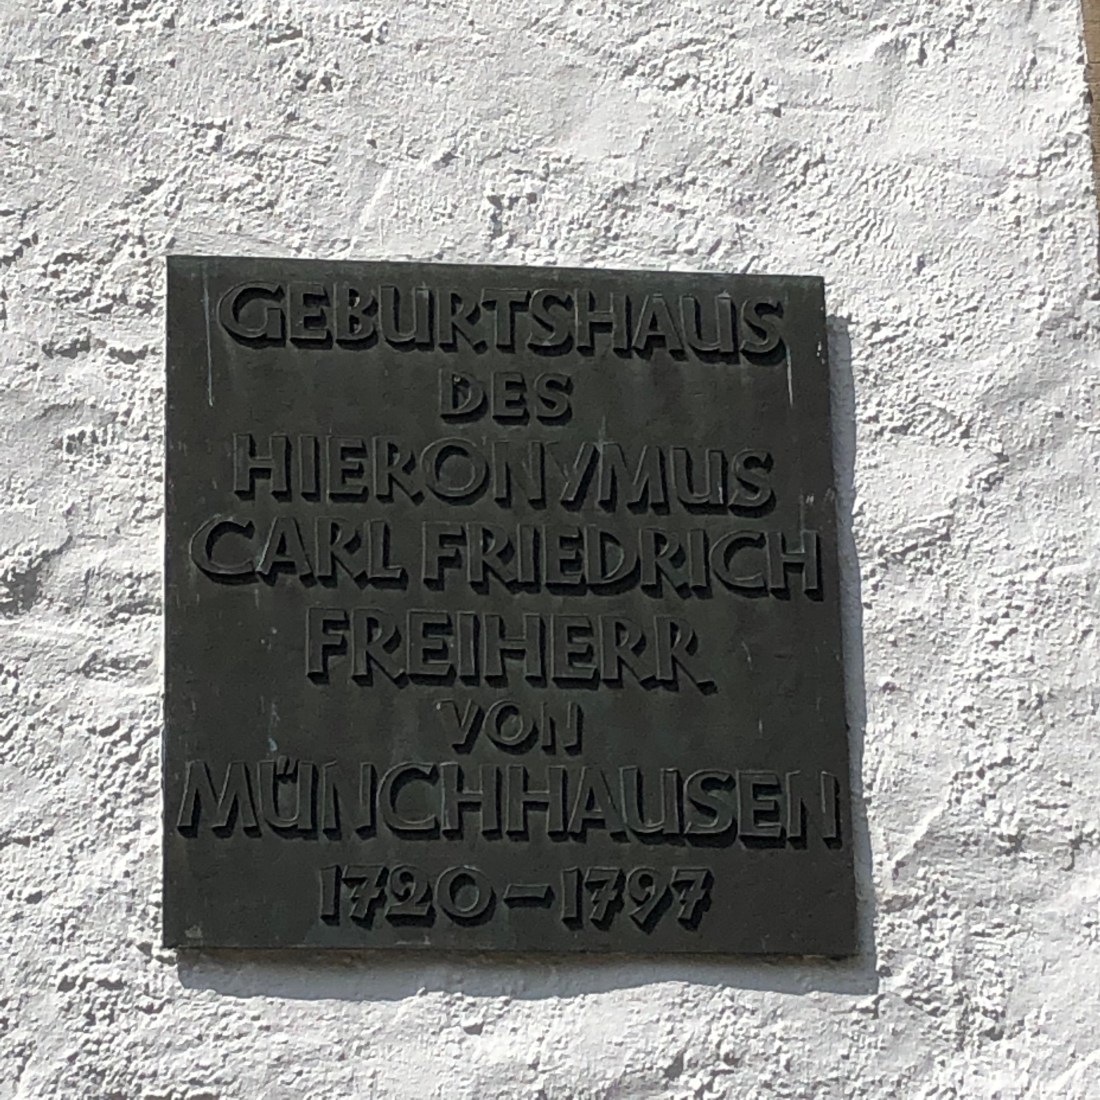 GEBURTSHAUS
DES
HIERONYMUS
CARL FRIEDRICH
FREIHERR
VON
MÜNCHHAUSEN
1720-1797